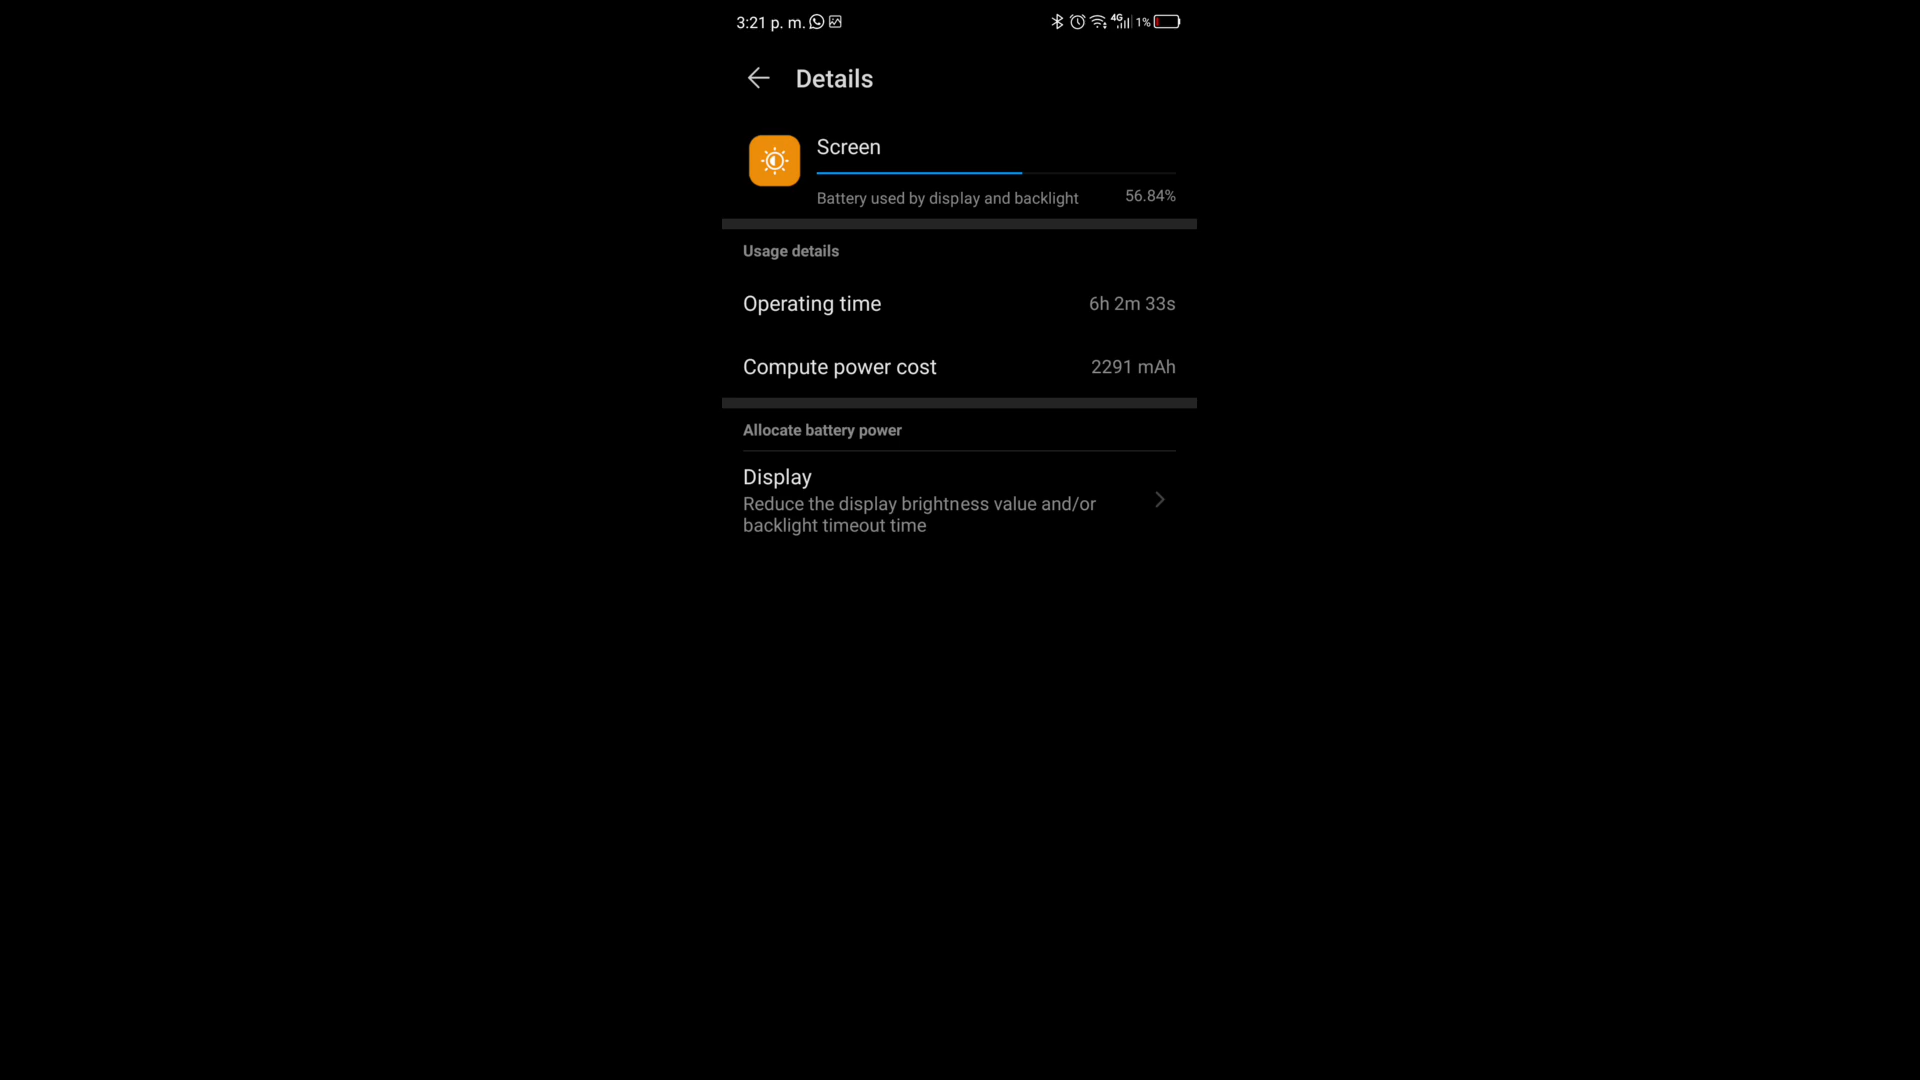 3:21 p. m.
4G 1%
Details
Screen
Battery used by display and backlight 56.84%
Usage details
Operating time 6h 2m 33s
Compute power cost 2291 mAh
Allocate battery power
Display
Reduce the display brightness value and/or
backlight timeout time